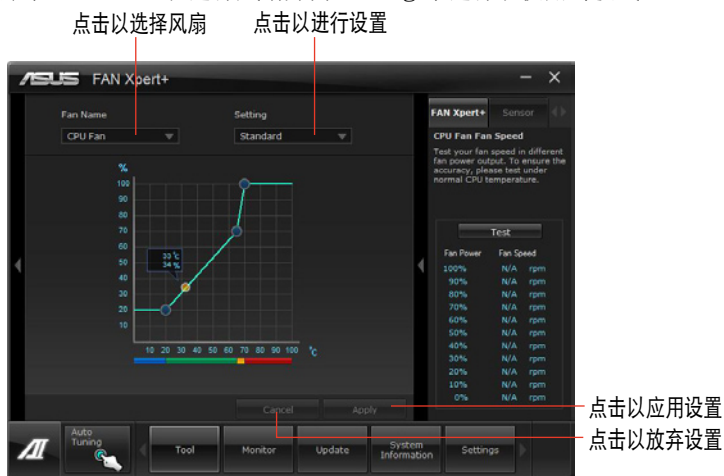 点击以选择风扇
点击以进行设置
ASUS FAN Xpert+
Fan Name
Setting
CPU Fan
Standard
%
100
90
80
70
60
50
40
30
20
10
33 °c
34 %
10 20 30 40 50 60 70 80 90 100 °c
Cancel
Apply
FAN Xpert+
Sensor
CPU Fan Fan Speed
Test your fan speed in different
fan power output. To ensure the
accuracy, please test under
normal CPU temperature.
Test
Fan Power Fan Speed
100% N/A rpm
90% N/A rpm
80% N/A rpm
70% N/A rpm
60% N/A rpm
50% N/A rpm
40% N/A rpm
30% N/A rpm
20% N/A rpm
10% N/A rpm
0% N/A rpm
点击以应用设置
点击以放弃设置
Auto
Tuning
Tool
Monitor
Update
System
Information
Settings